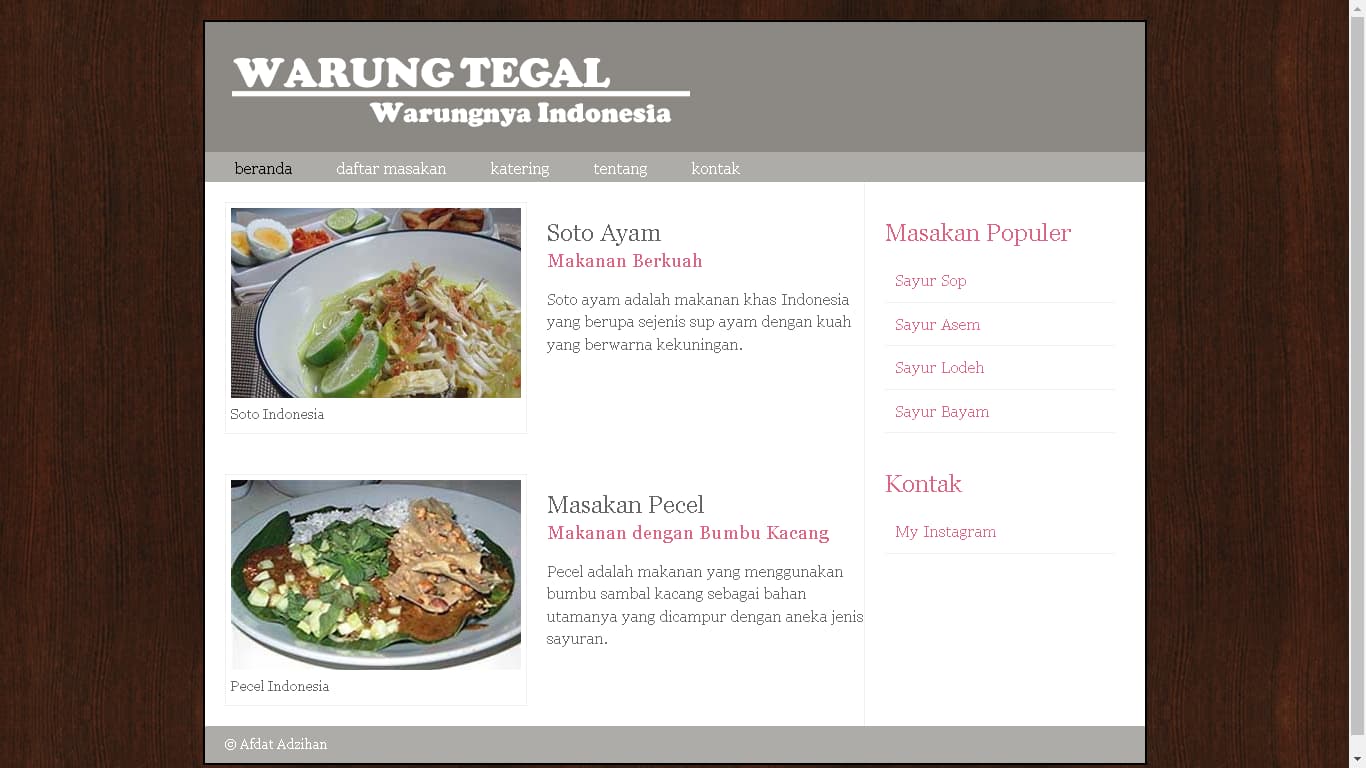 WARUNG TEGAL
Warungnya Indonesia
beranda daftar masakan katering tentang kontak
Soto Indonesia
Soto Ayam
Makanan Berkuah
Soto ayam adalah makanan khas Indonesia
yang berupa sejenis sup ayam dengan kuah
yang berwarna kekuningan.
Pecel Indonesia
Masakan Pecel
Makanan dengan Bumbu Kacang
Pecel adalah makanan yang menggunakan
bumbu sambal kacang sebagai bahan
utamanya yang dicampur dengan aneka jenis
sayuran.
Masakan Populer
Sayur Sop
Sayur Asem
Sayur Lodeh
Sayur Bayam
Kontak
My Instagram
© Afdat Adzihan